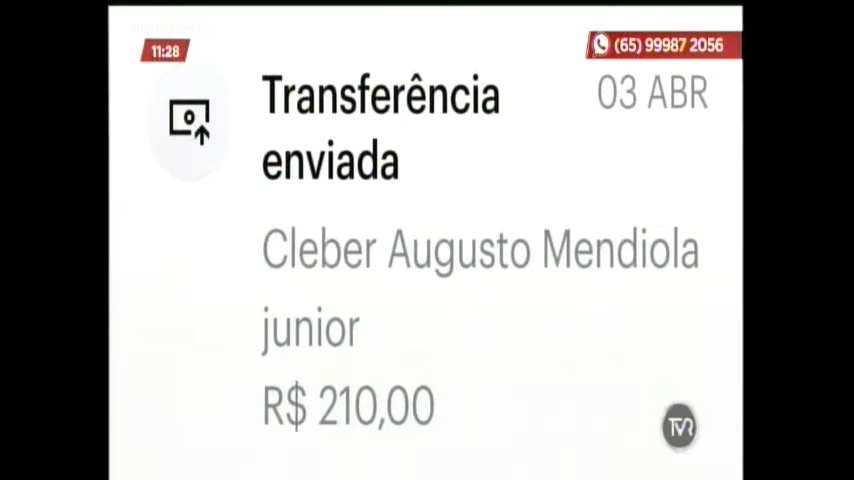 11:28
(65) 99987 2056
Transferência
03 ABR
enviada
Cleber Augusto Mendiola
junior
R$ 210,00
TVR